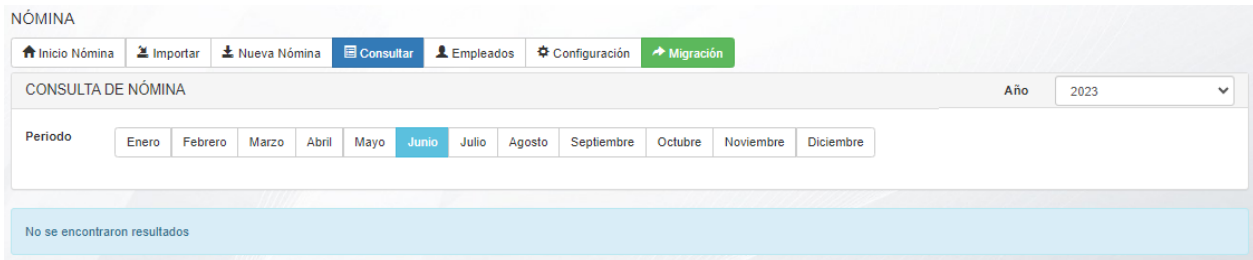 NÓMINA
Inicio Nómina Importar Nueva Nómina Consultar Empleados Configuración Migración
CONSULTA DE NÓMINA Año 2023
Periodo Enero Febrero Marzo Abril Mayo Junio Julio Agosto Septiembre Octubre Noviembre Diciembre
No se encontraron resultados